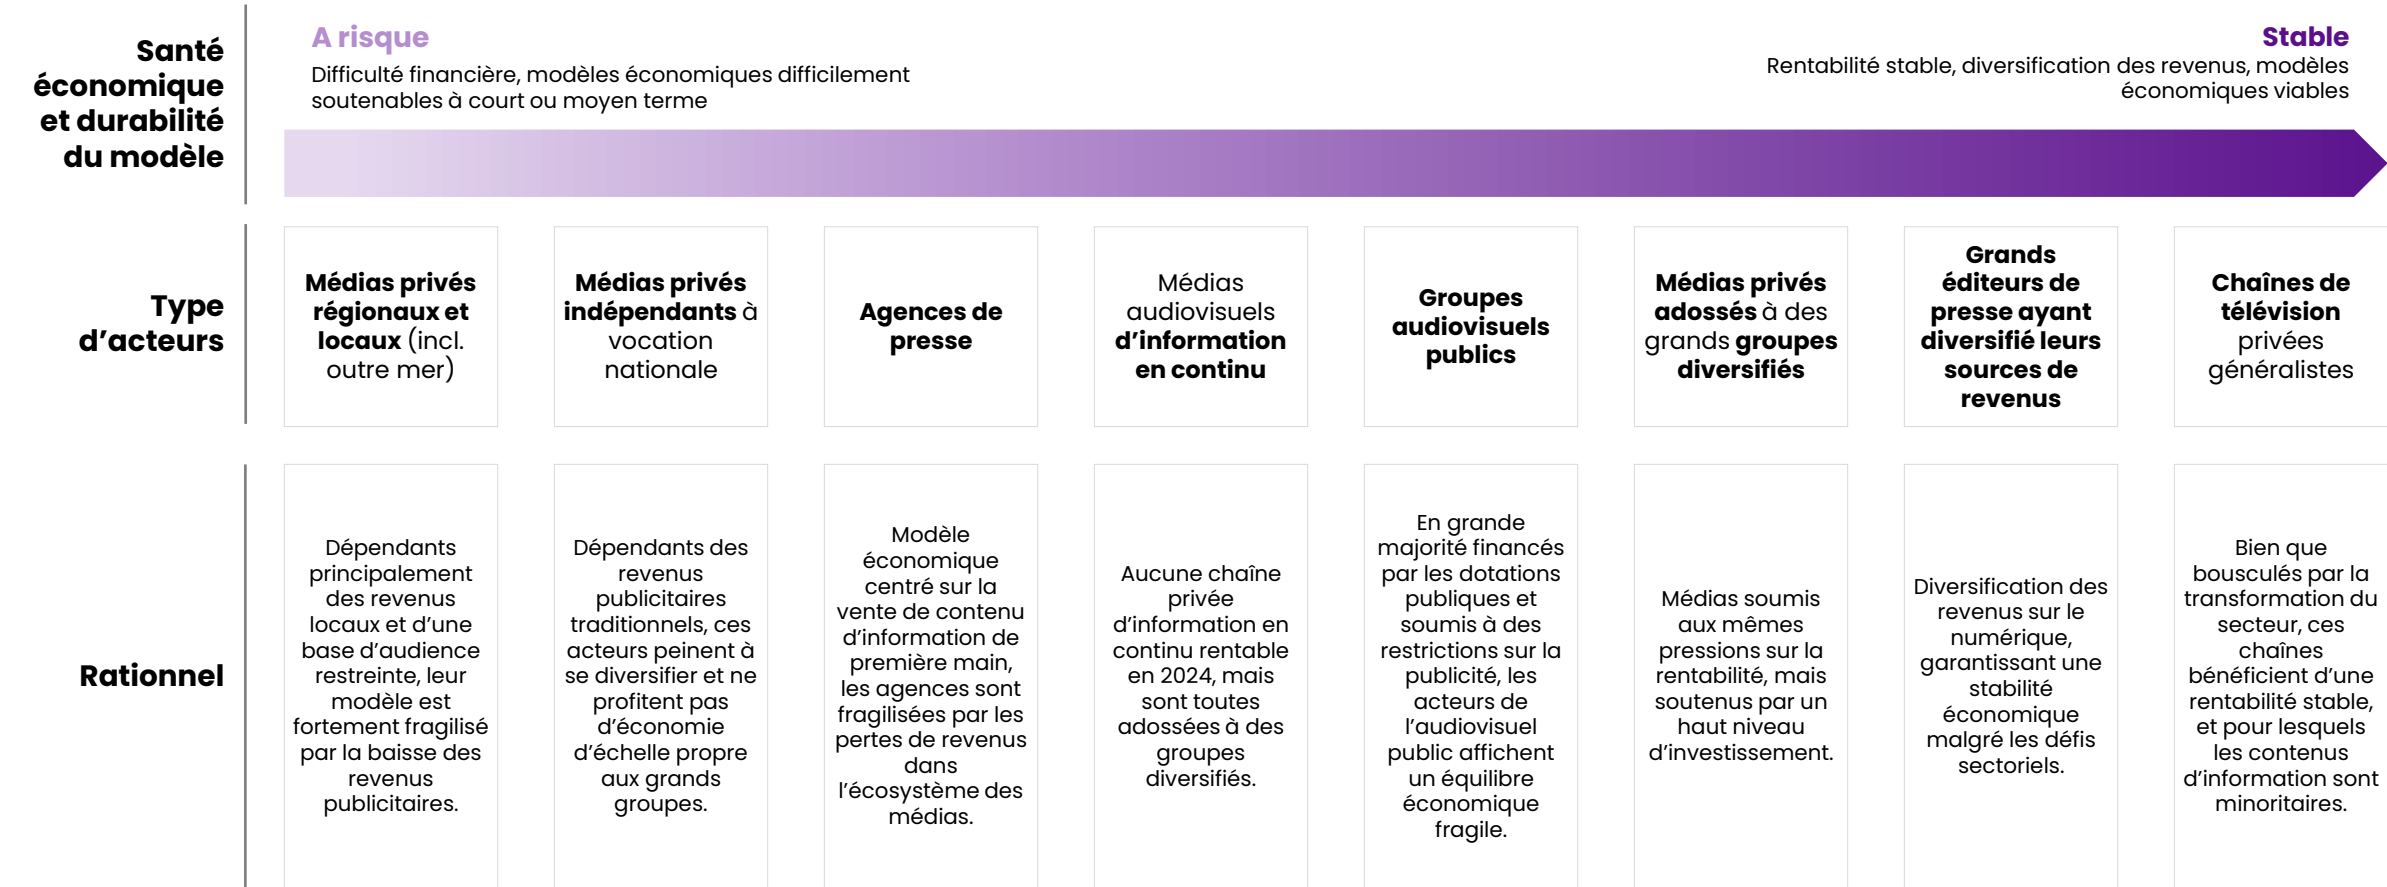 Santé
économique
et durabilité
du modèle
A risque
Difficulté financière, modèles économiques difficilement
soutenables à court ou moyen terme
Stable
Rentabilité stable, diversification des revenus, modèles
économiques viables
Type
d’acteurs
Médias privés
régionaux et
locaux (incl.
outre mer)
Médias privés
indépendants à
vocation
nationale
Agences de
presse
Médias
audiovisuels
d’information
en continu
Groupes
audiovisuels
publics
Médias privés
adossés à des
grands groupes
diversifiés
Grands
éditeurs de
presse ayant
diversifié leurs
sources de
revenus
Chaînes de
télévision
privées
généralistes
Rationnel
Dépendants
principalement
des revenus
locaux et d’une
base d’audience
restreinte, leur
modèle est
fortement fragilisé
par la baisse des
revenus
publicitaires.
Dépendants des
revenus
publicitaires
traditionnels, ces
acteurs peinent à
se diversifier et ne
profitent pas
d’économie
d’échelle propre
aux grands
groupes.
Modèle
économique
centré sur la
vente de contenu
d’information de
première main,
les agences sont
fragilisées par les
pertes de revenus
dans
l’écosystème des
médias.
Aucune chaîne
privée
d’information en
continu rentable
en 2024, mais
sont toutes
adossées à des
groupes
diversifiés.
En grande
majorité financés
par les dotations
publiques et
soumis à des
restrictions sur la
publicité, les
acteurs de
l’audiovisuel
public affichent
un équilibre
économique
fragile.
Médias soumis
aux mêmes
pressions sur la
rentabilité, mais
soutenus par un
haut niveau
d’investissement.
Diversification des
revenus sur le
numérique,
garantissant une
stabilité
économique
malgré les défis
sectoriels.
Bien que
bousculés par la
transformation du
secteur, ces
chaînes
bénéficient d’une
rentabilité stable,
et pour lesquels
les contenus
d’information sont
minoritaires.